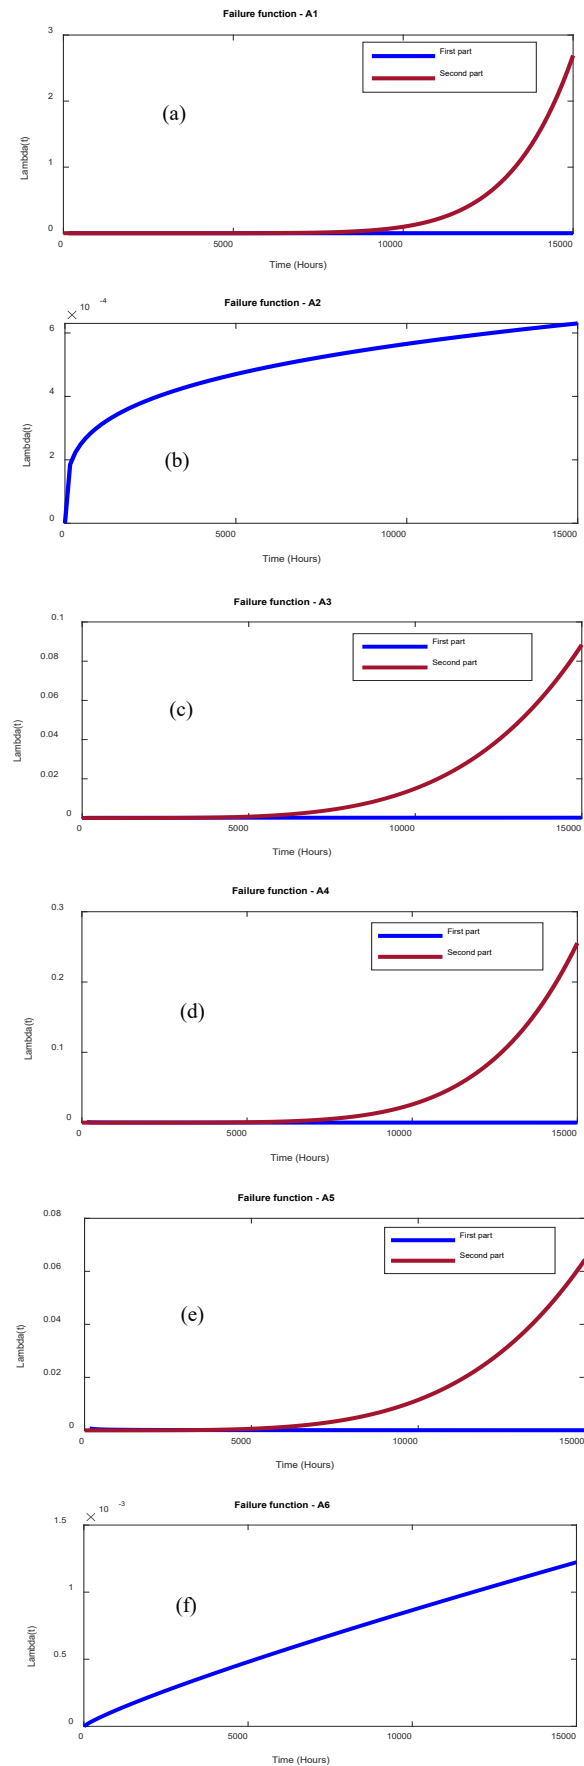 Failure function - A1
3
First part
Second part
2
(a)
Lambda(t)
1
0
0 5000 10000 15000
Time (Hours)
Failure function - A2
× 10 -4
6
4
Lambda(t)
(b)
2
0
0 5000 10000 15000
Time (Hours)
Failure function - A3
0.1
First part
Second part
0.08
(c)
0.06
Lambda(t)
0.04
0.02
0
0 5000 10000 15000
Time (Hours)
Failure function - A4
0.3
First part
Second part
0.2
(d)
Lambda(t)
0.1
0
0 5000 10000 15000
Time (Hours)
Failure function - A5
0.08
First part
Second part
0.06
(e)
0.04
Lambda(t)
0.02
0
0 5000 10000 15000
Time (Hours)
Failure function - A6
× 10 -3
1.5
1
(f)
Lambda(t)
0.5
0
0 5000 10000 15000
Time (Hours)